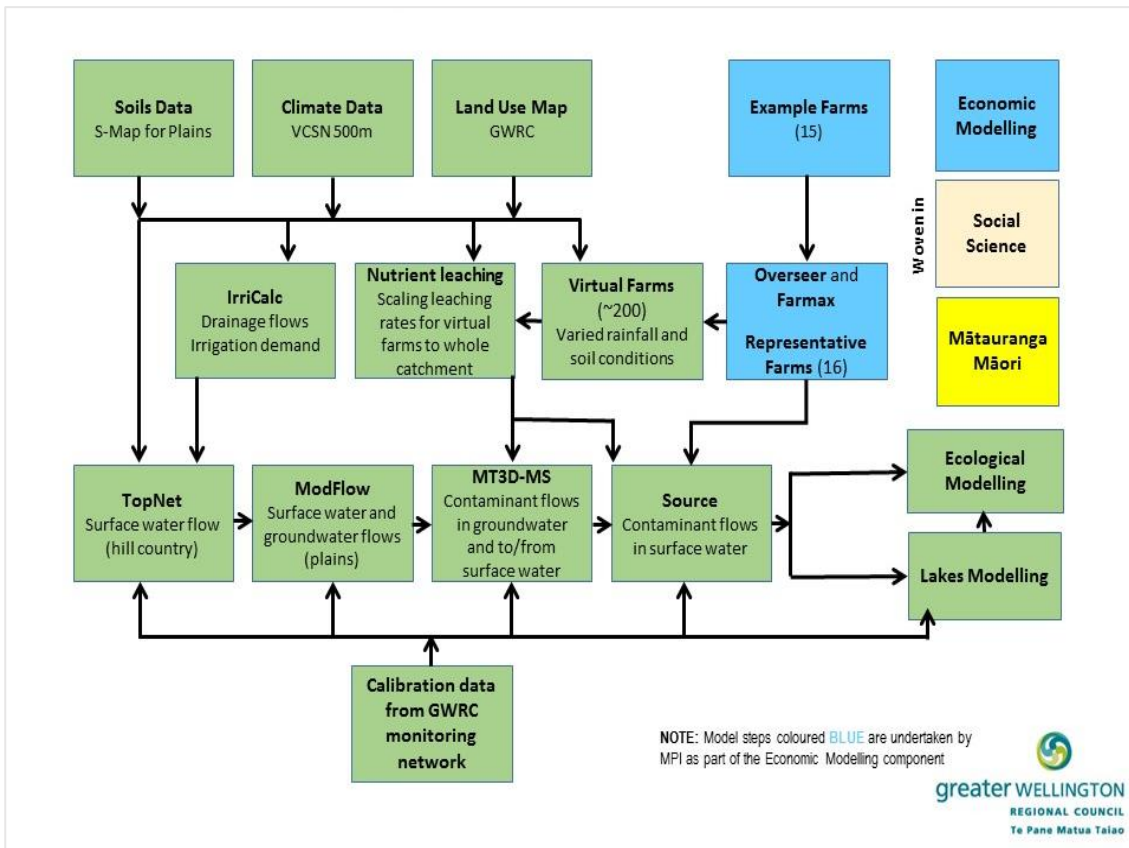 Soils Data
S-Map for Plains
Climate Data
VCSN 500m
Land Use Map
GWRC
Example Farms
(15)
Economic
Modelling
Woven in
Social
Science
Mātauranga
Māori
IrriCalc
Drainage flows
Irrigation demand
Nutrient leaching
Scaling leaching
rates for virtual
farms to whole
catchment
Virtual Farms
(~200)
Varied rainfall and
soil conditions
Overseer and
Farmax
Representative
Farms (16)
TopNet
Surface water flow
(hill country)
ModFlow
Surface water and
groundwater flows
(plains)
MT3D-MS
Contaminant flows
in groundwater
and to/from
surface water
Source
Contaminant flows
in surface water
Ecological
Modelling
Lakes Modelling
Calibration data
from GWRC
monitoring
network
NOTE: Model steps coloured BLUE are undertaken by
MPI as part of the Economic Modelling component
greater WELLINGTON
REGIONAL COUNCIL
Te Pane Matua Taiao